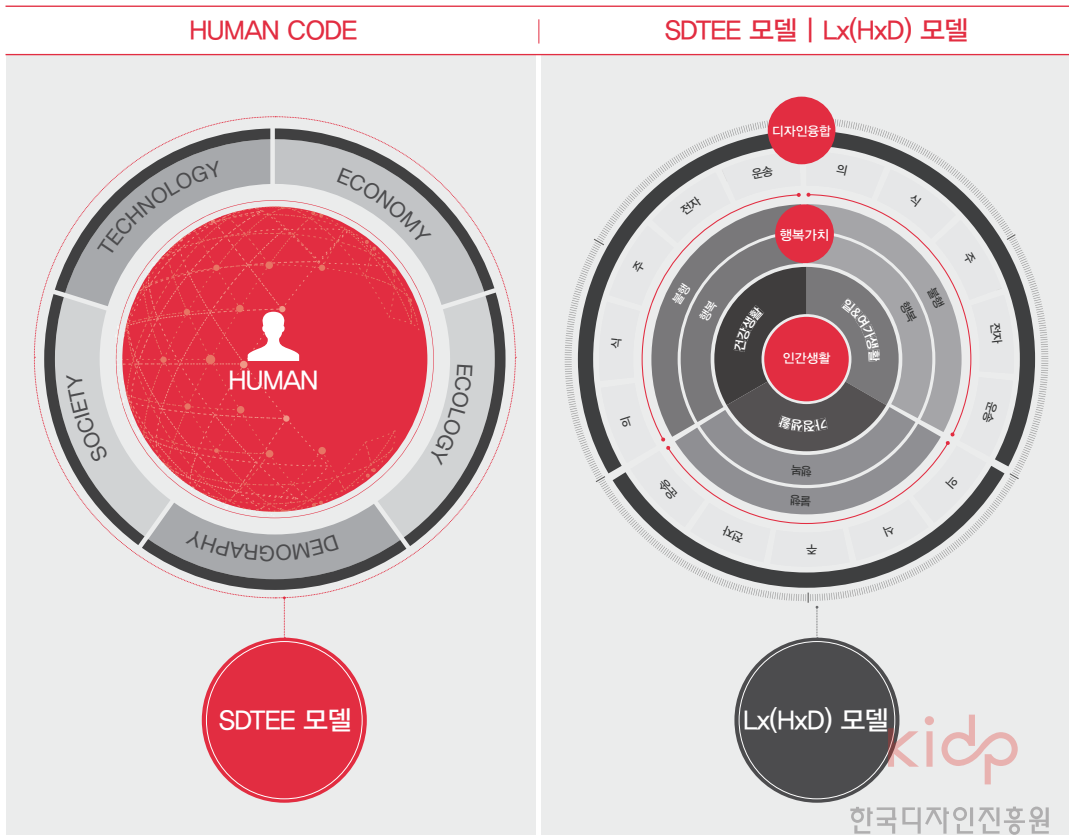 HUMAN CODE
SDTEE 모델 | Lx(HxD) 모델
TECHNOLOGY
ECONOMY
ECOLOGY
DEMOGRAPHY
SOCIETY
HUMAN
SDTEE 모델
디자인융합
의
식
주
전자
운송
의
식
주
전자
운송
의
식
주
전자
운송
행복가치
불행
행복
불행
행복
불행
행복
건강생활
일&여가생활
가정생활
인간생활
Lx(HxD) 모델
kidp
한국디자인진흥원